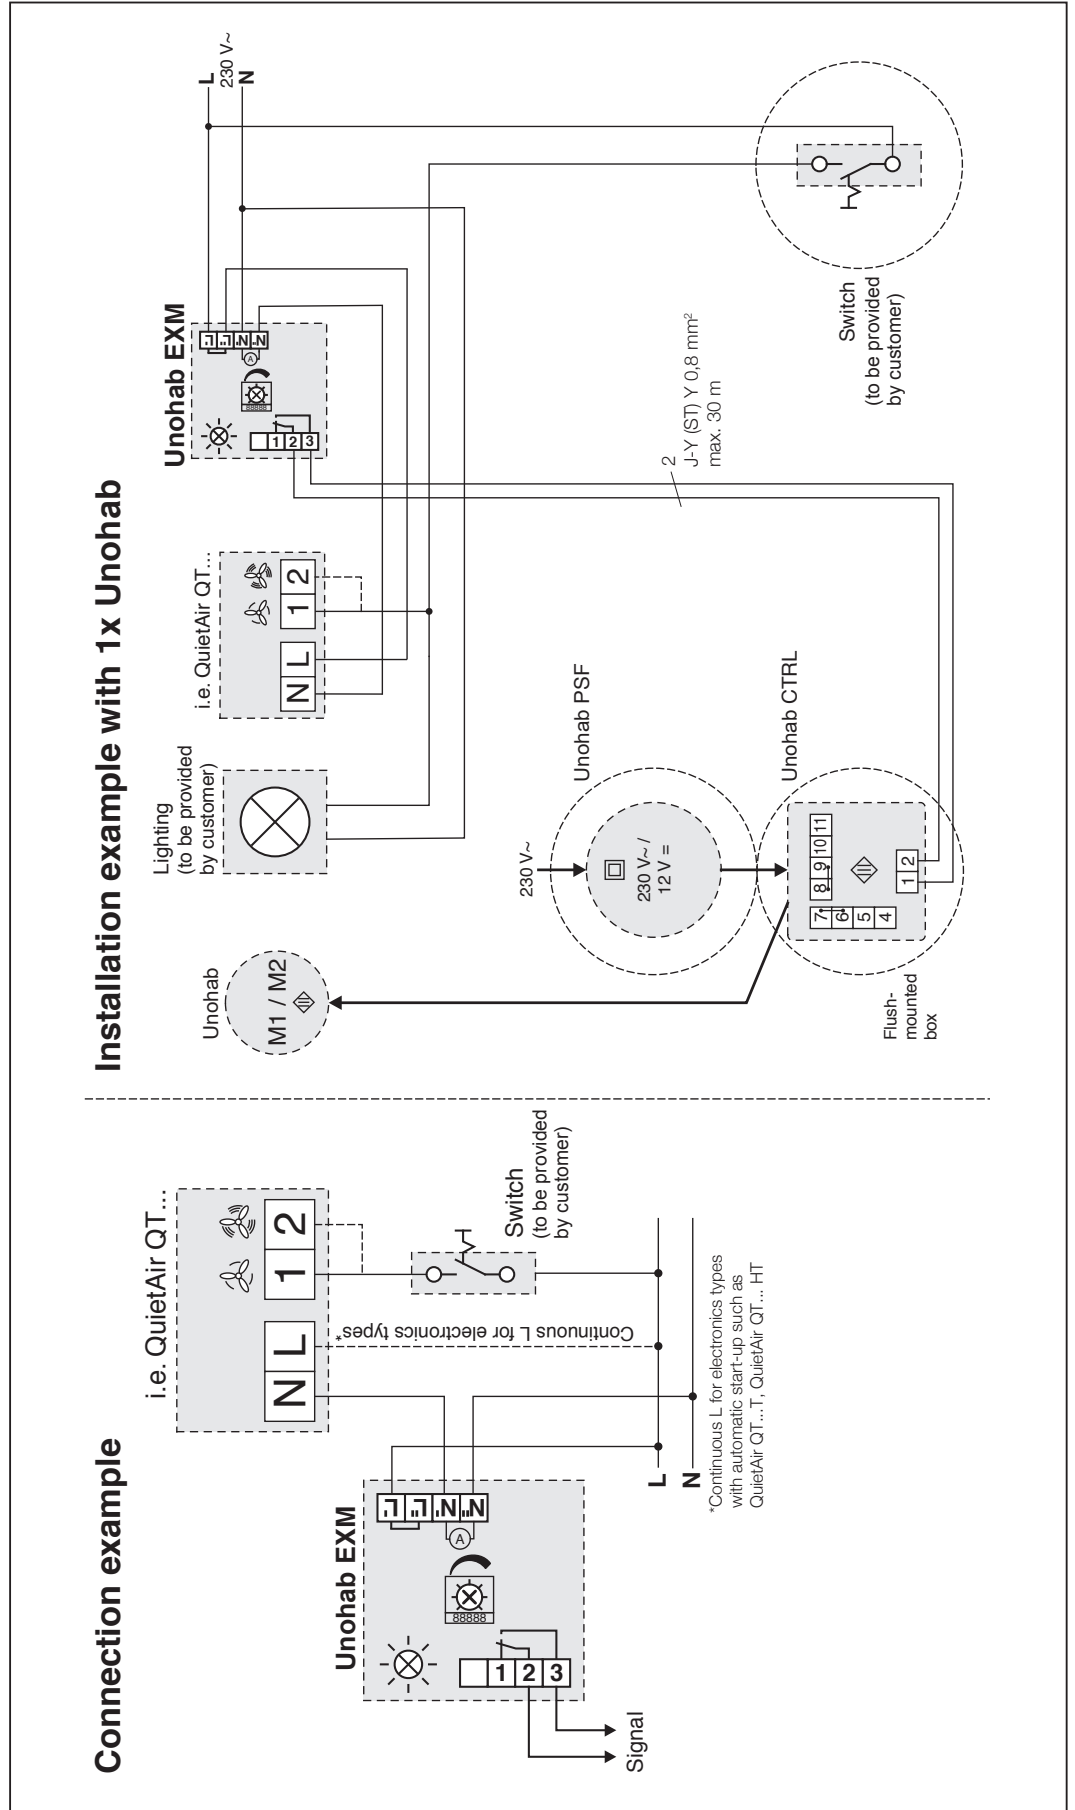 Connection example
Unohab EXM
88888
A
L'
L"
N'
N"
1
2
3
Signal
i.e. QuietAir QT...
N
L
1
2
Continuous L for electronics types*
Switch
(to be provided
by customer)
L
N
*Continuous L for electronics types
with automatic start-up such as
QuietAir QT...T, QuietAir QT... HT
Installation example with 1x Unohab
Unohab
M1 / M2
Lighting
(to be provided
by customer)
i.e. QuietAir QT...
N
L
1
2
Unohab EXM
88888
A
L'
L"
N'
N"
1
2
3
L
230 V~
N
230 V~
Unohab PSF
230 V~ /
12 V =
Unohab CTRL
7
6
5
4
8
9
10
11
1
2
Flush-
mounted
box
2
J-Y (ST) Y 0,8 mm²
max. 30 m
Switch
(to be provided
by customer)